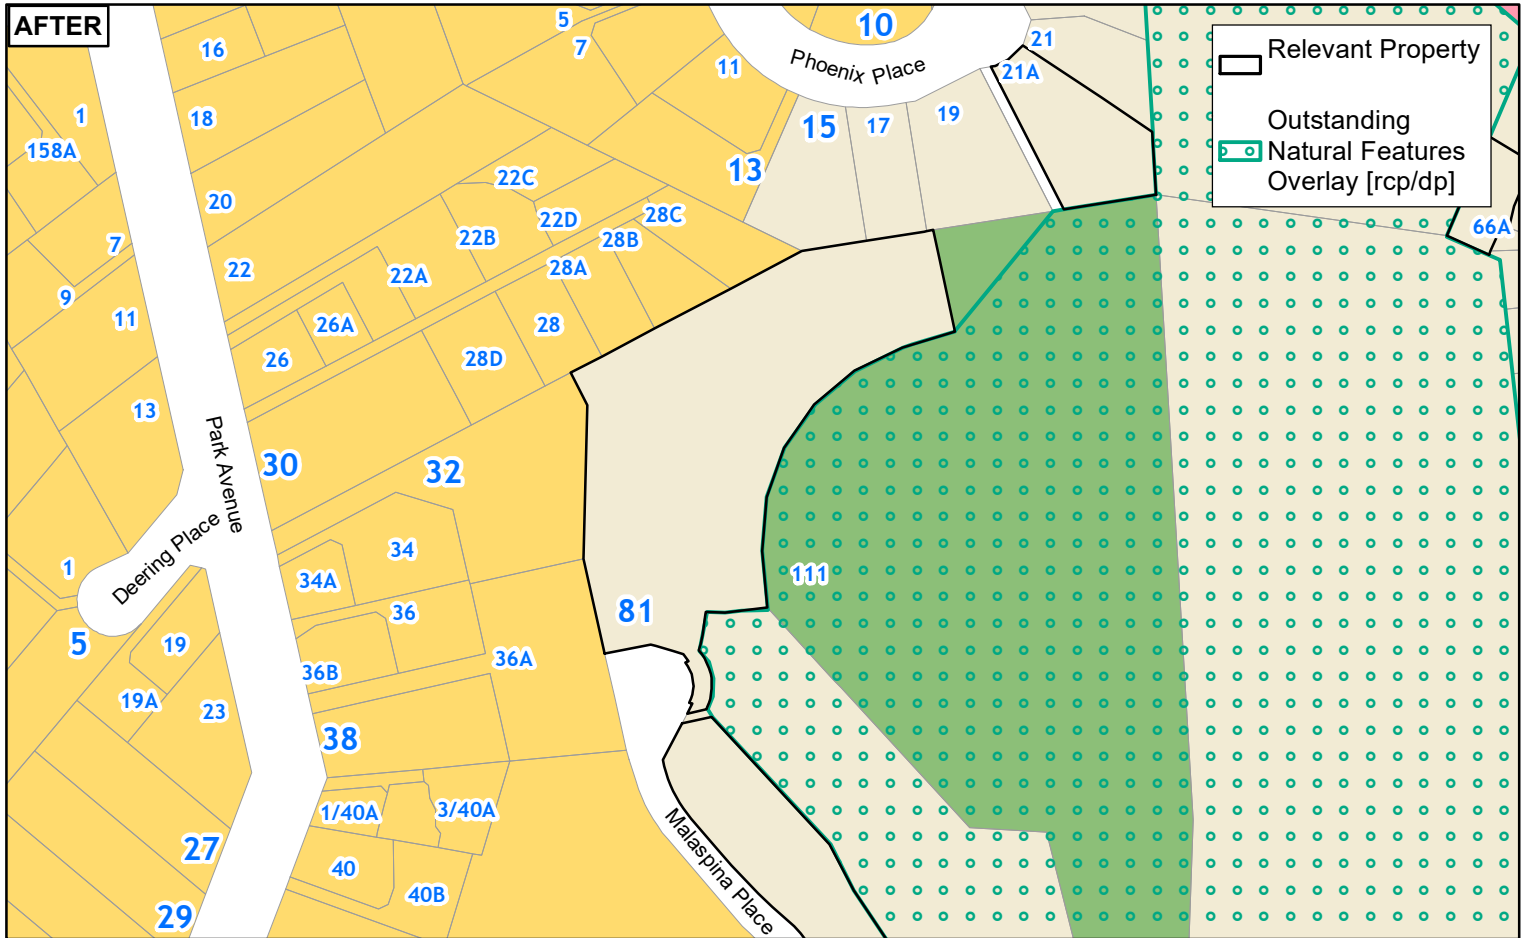 AFTER
Relevant Property
Outstanding
Natural Features
Overlay [rcp/dp]
10
Phoenix Place
5
7
11
16
18
20
22
1
158A
7
9
11
13
13
15
17
19
21
21A
66A
22C
22D
22B
22A
28C
28B
28A
28
28D
26A
26
Park Avenue
30
32
34
34A
36
36A
36B
38
1
Deering Place
5
19
19A
23
81
111
1/40A
3/40A
40
40B
27
29
Malaspina Place